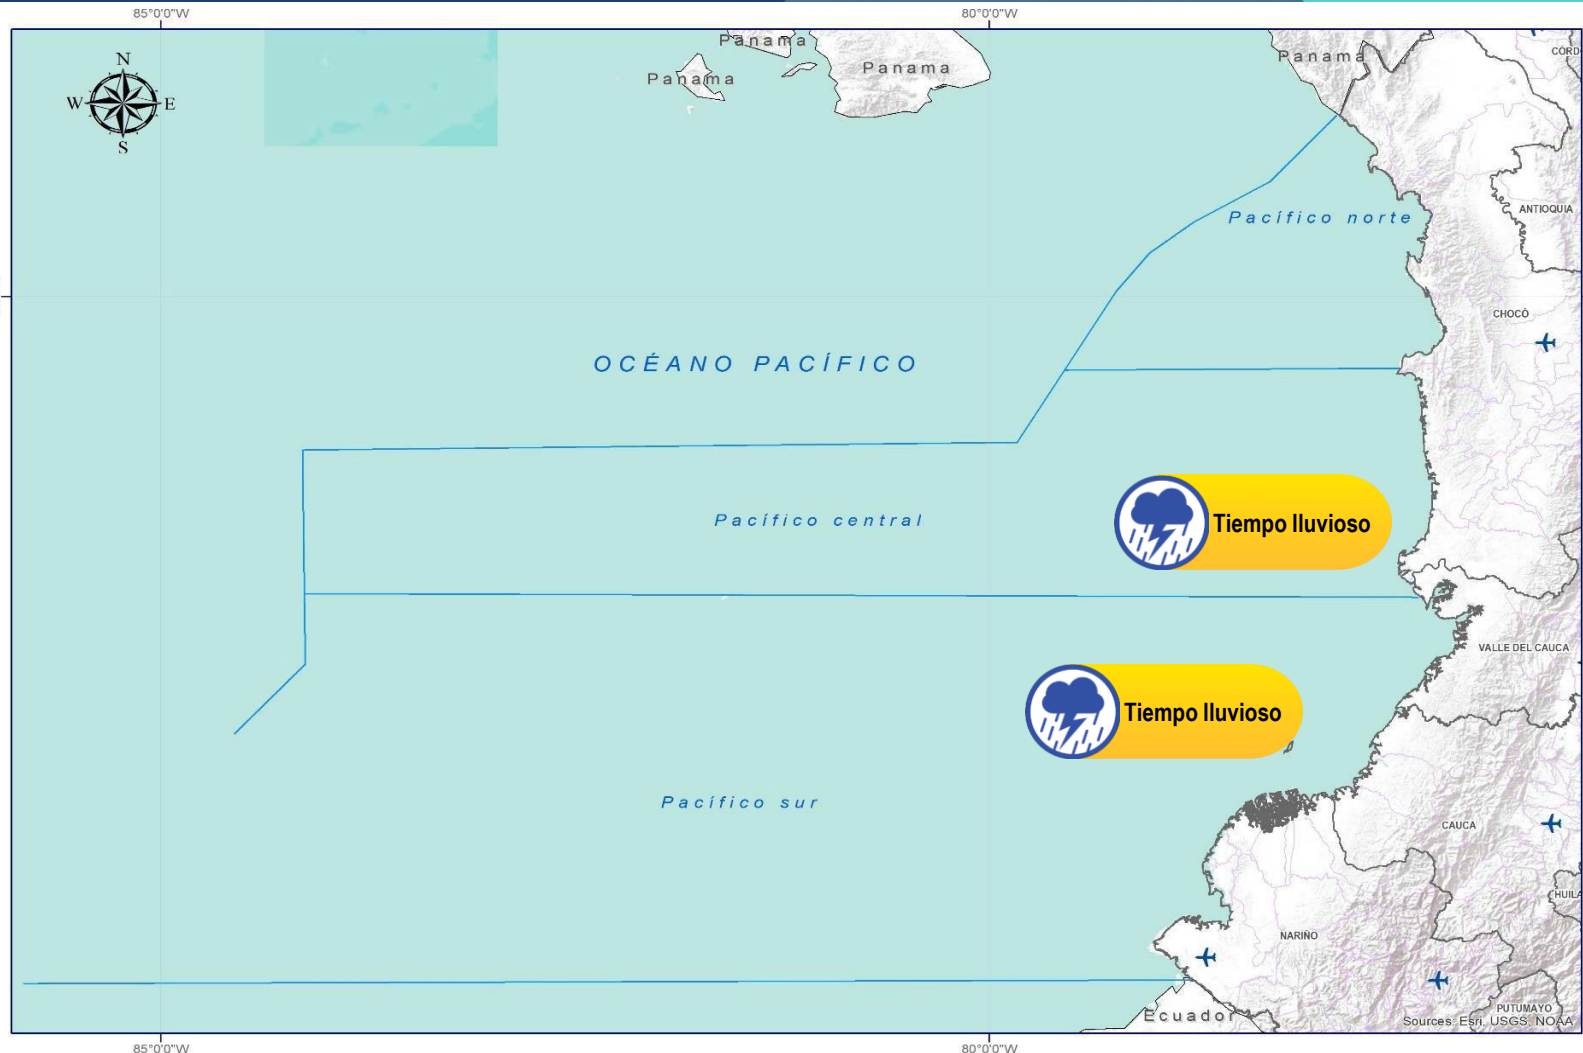 85°0'0"W 80°0'0"W
Panama
Panama
Panama
Panama
N
W E
S
ANTIOQUIA
Pacífico norte
CHOCÓ
OCÉANO PACÍFICO
Pacífico central
Tiempo lluvioso
VALLE DEL CAUCA
Tiempo lluvioso
Pacífico sur
CAUCA
HUILA
NARIÑO
PUTUMAYO
Ecuador
Sources: Esri, USGS, NOAA
85°0'0"W 80°0'0"W